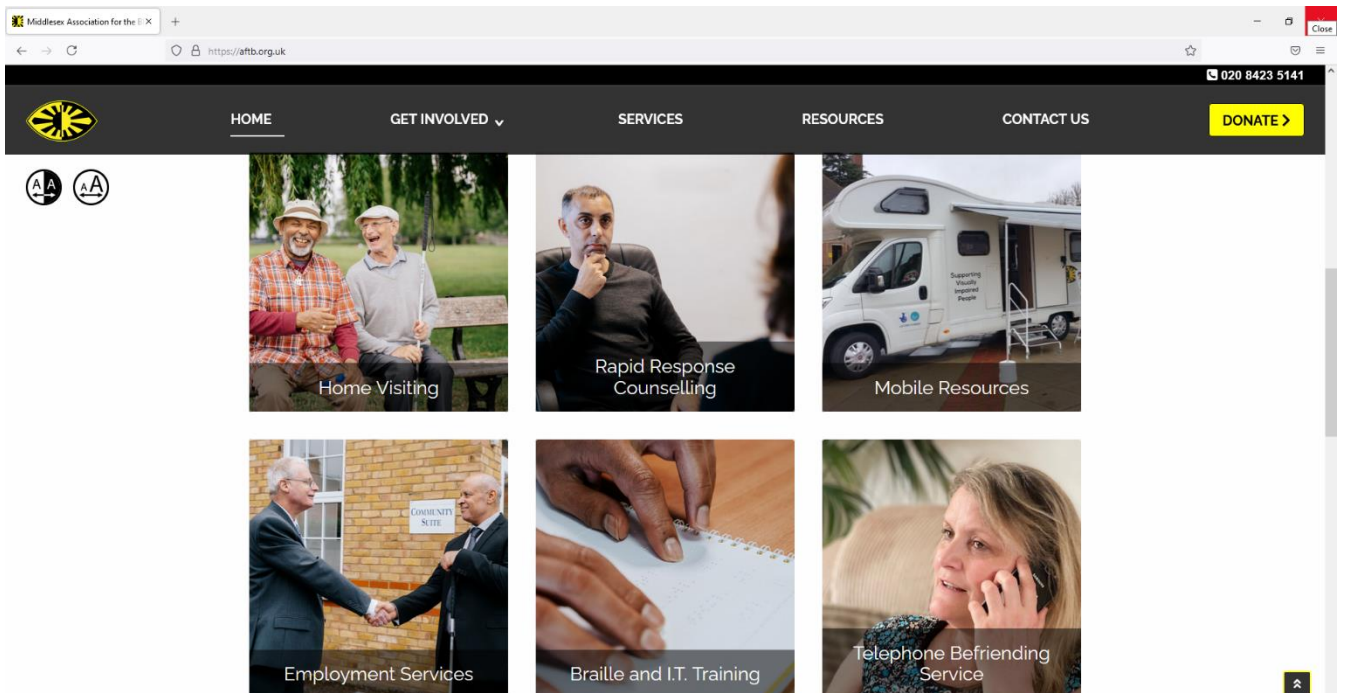 Middlesex Association for the B
Close
https://aftb.org.uk
020 8423 5141
HOME GET INVOLVED SERVICES RESOURCES CONTACT US DONATE
A A A A
Supporting
Visually
Impaired
People
Home Visiting
Rapid Response
Counselling
Mobile Resources
COMMUNITY
SUITE
Employment Services
Braille and I.T. Training
Telephone Befriending
Service